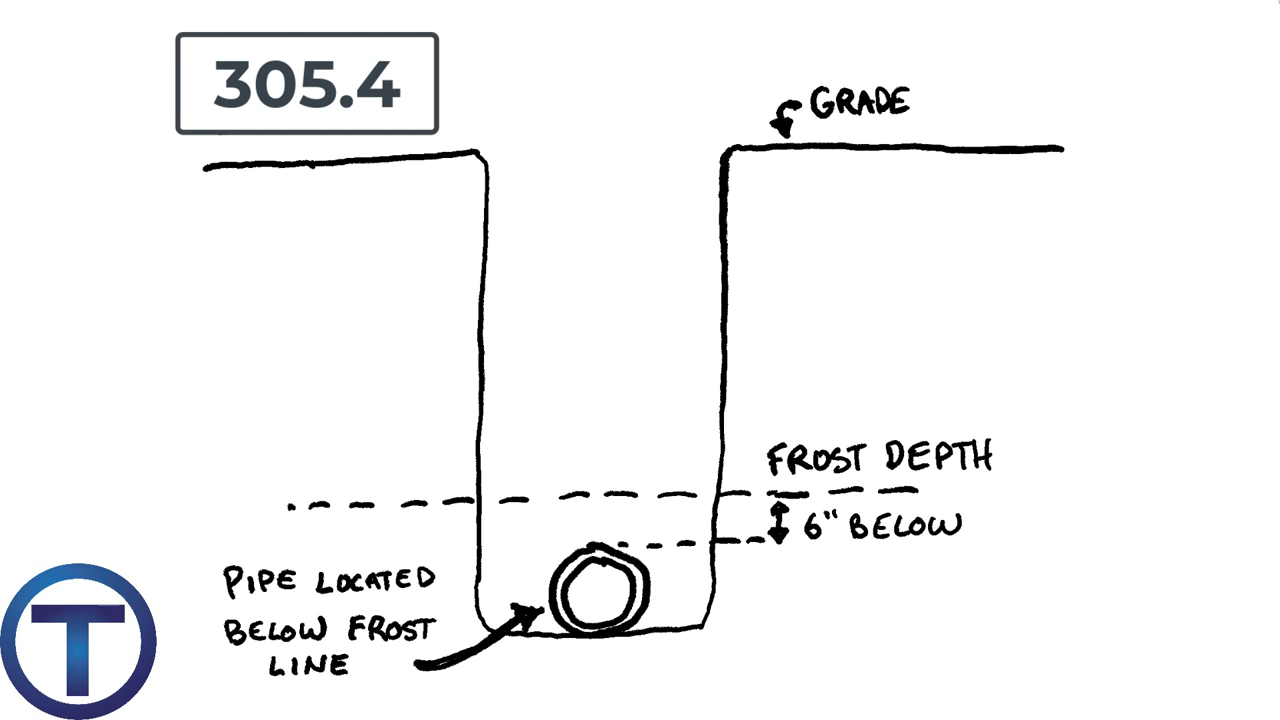 305.4
GRADE
FROST DEPTH
6" BELOW
PIPE LOCATED
BELOW FROST
LINE
T